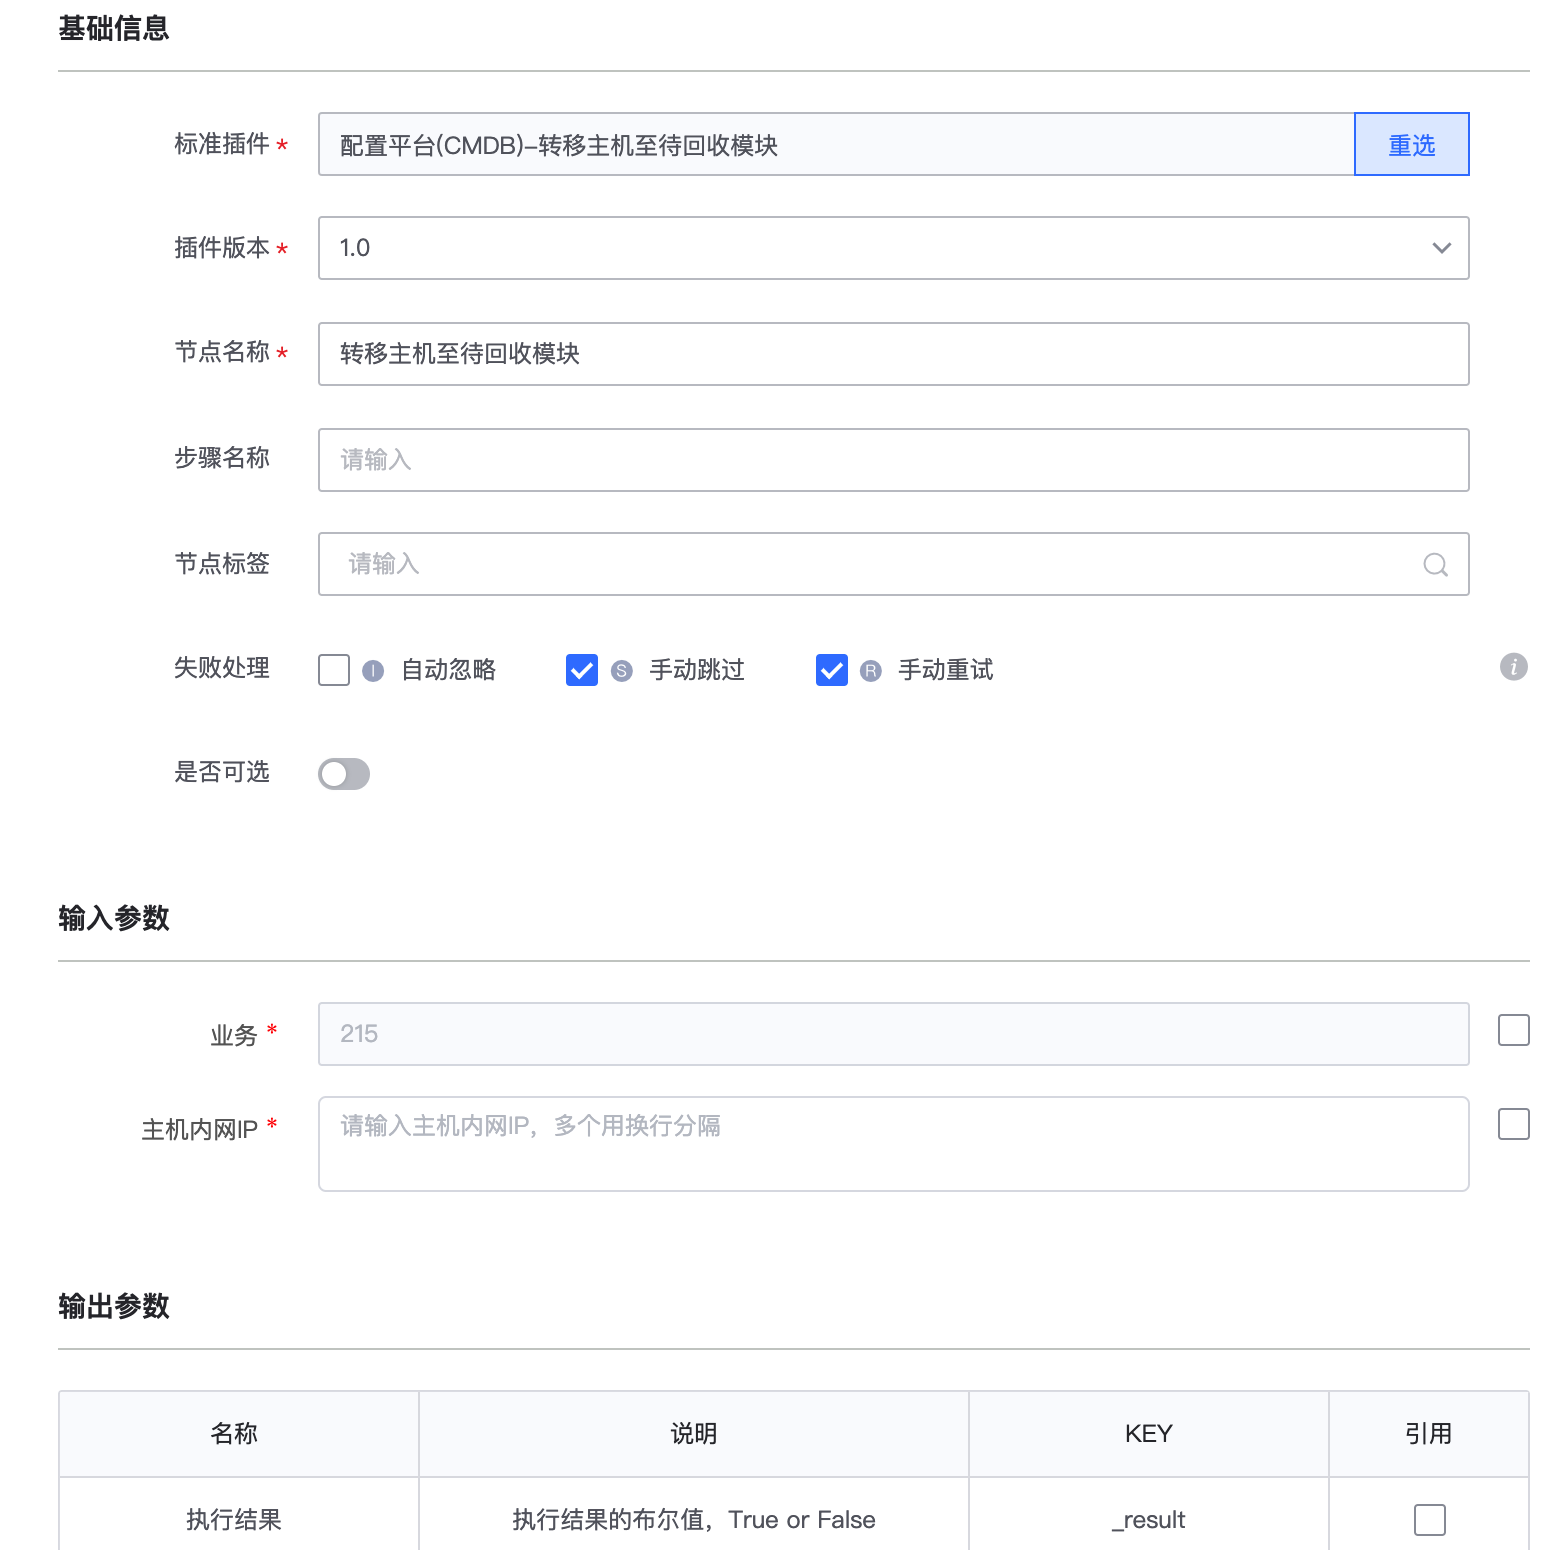 基础信息
标准插件 * 配置平台(CMDB)-转移主机至待回收模块 重选
插件版本 * 1.0
节点名称 * 转移主机至待回收模块
步骤名称 请输入
节点标签 请输入
失败处理 I 自动忽略 S 手动跳过 R 手动重试 i
是否可选
输入参数
业务 * 215
主机内网IP * 请输入主机内网IP，多个用换行分隔
输出参数
名称 说明 KEY 引用
执行结果 执行结果的布尔值，True or False _result